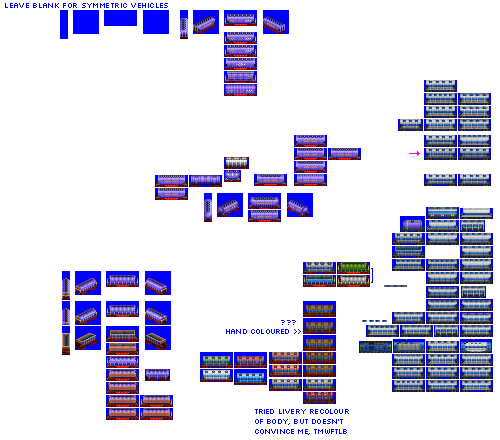 LEAVE BLANK FOR SYMMETRIC VEHICLES
???
HAND COLOURED >>
TRIED LIVERY RECOLOUR
OF BODY, BUT DOESN'T
CONVINCE ME, TMWFTLB